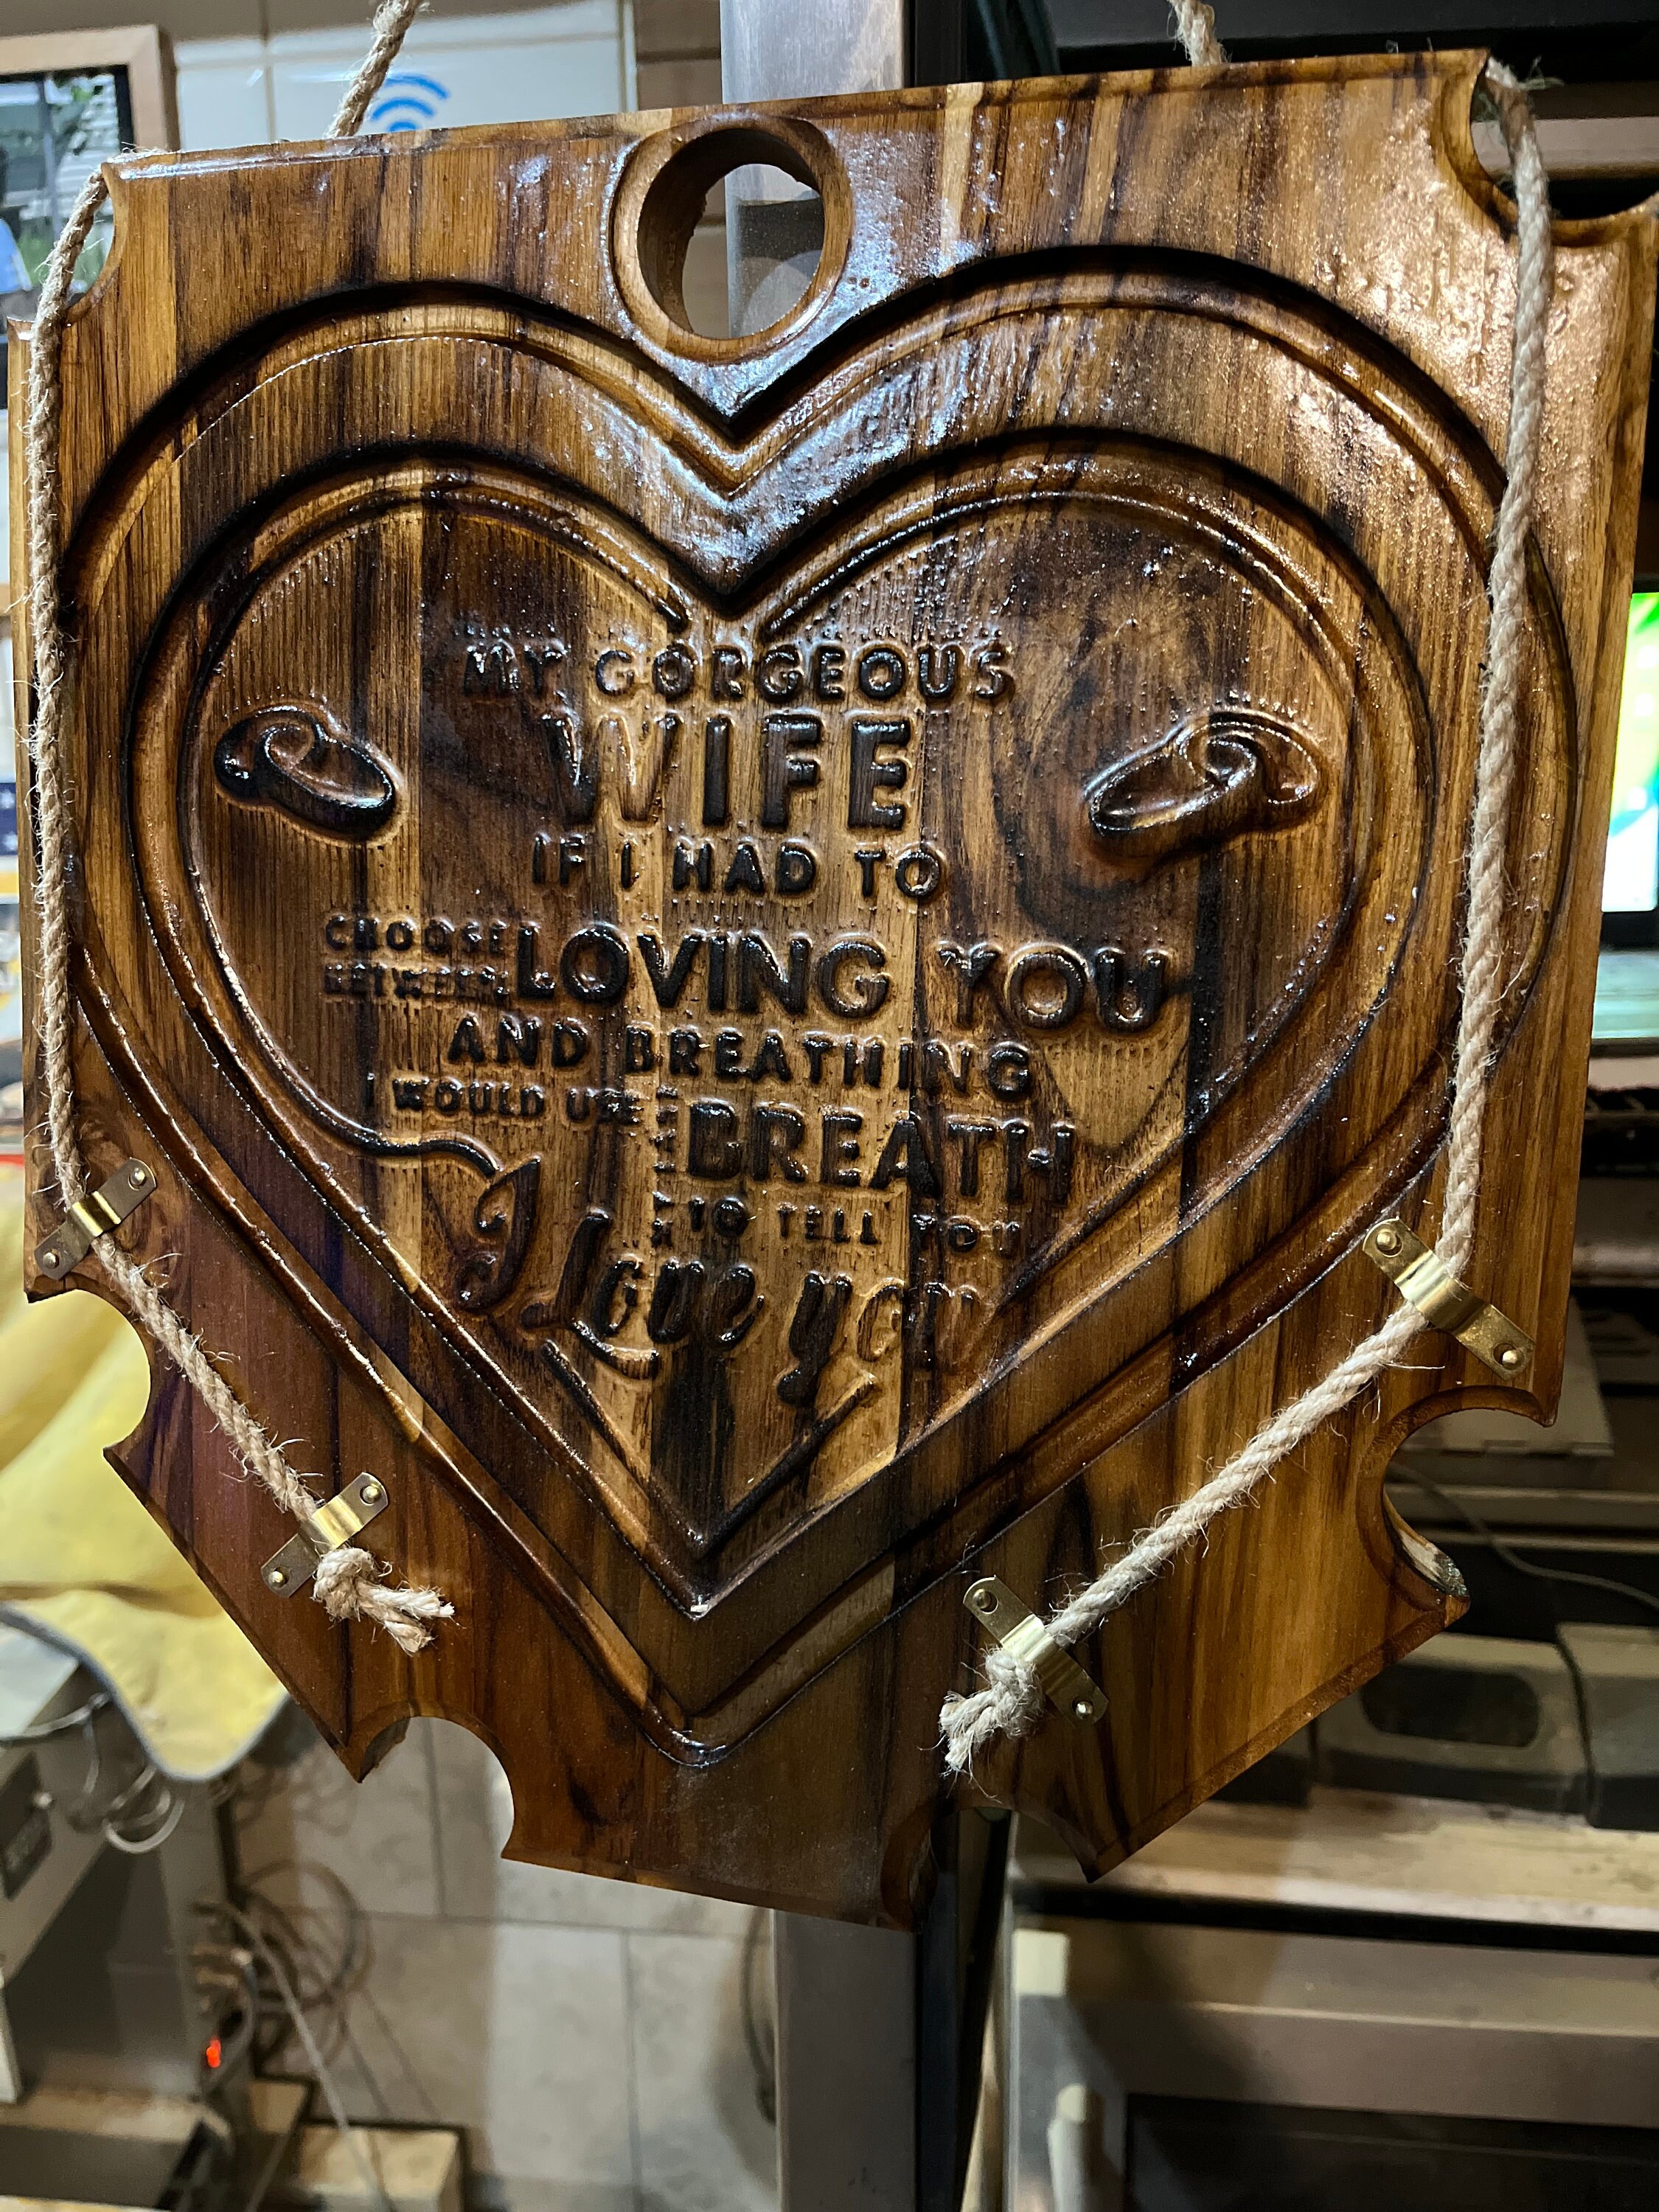 MY GORGEOUS
WIFE
IF I HAD TO
CHOOSE
BETWEEN
LOVING YOU
AND BREATHING
I WOULD USE
MY
LAST
BREATH
TO TELL YOU
I Love you